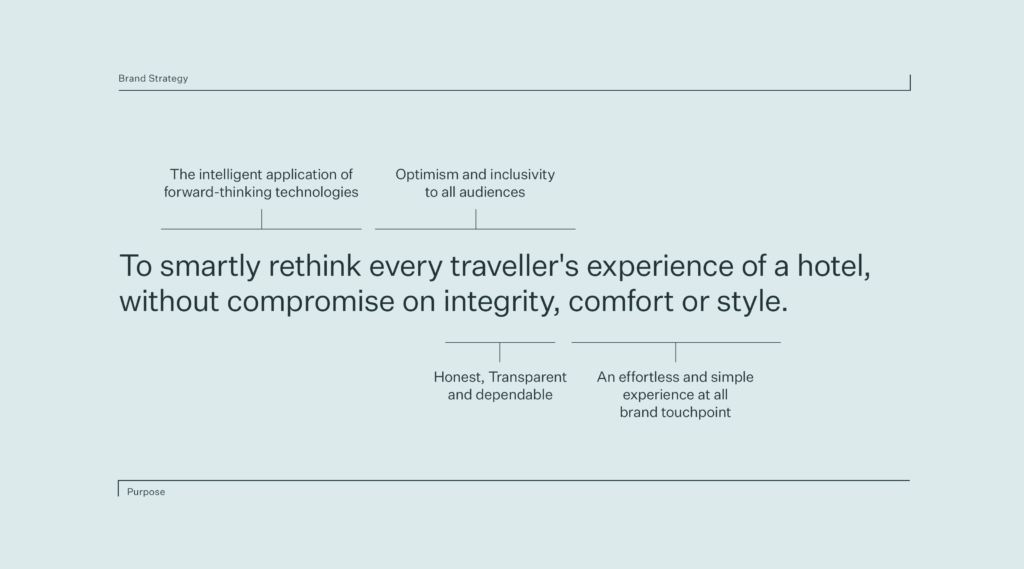 Brand Strategy
The intelligent application of
forward-thinking technologies
Optimism and inclusivity
to all audiences
To smartly rethink every traveller's experience of a hotel,
without compromise on integrity, comfort or style.
Honest, Transparent
and dependable
An effortless and simple
experience at all
brand touchpoint
Purpose